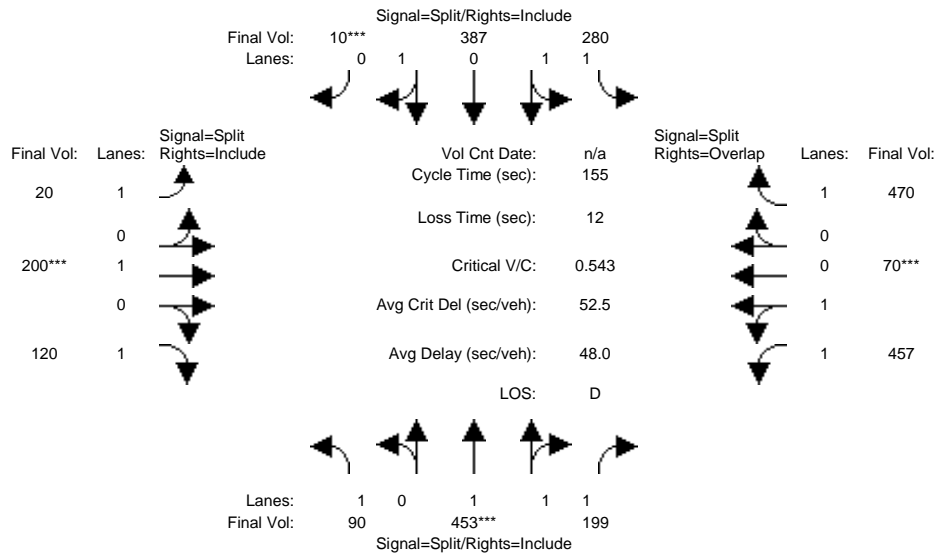 Signal=Split/Rights=Include
Final Vol: 10*** 387 280
Lanes: 0 1 0 1 1
Signal=Split
Final Vol: Lanes: Rights=Include
Vol Cnt Date: n/a
Signal=Split
Rights=Overlap Lanes: Final Vol:
Cycle Time (sec): 155
20 1
1 470
Loss Time (sec): 12
0
0
200*** 1
Critical V/C: 0.543
0 70***
0
Avg Crit Del (sec/veh): 52.5
1
120 1
Avg Delay (sec/veh): 48.0
1 457
LOS: D
Lanes: 1 0 1 1 1
Final Vol: 90 453*** 199
Signal=Split/Rights=Include